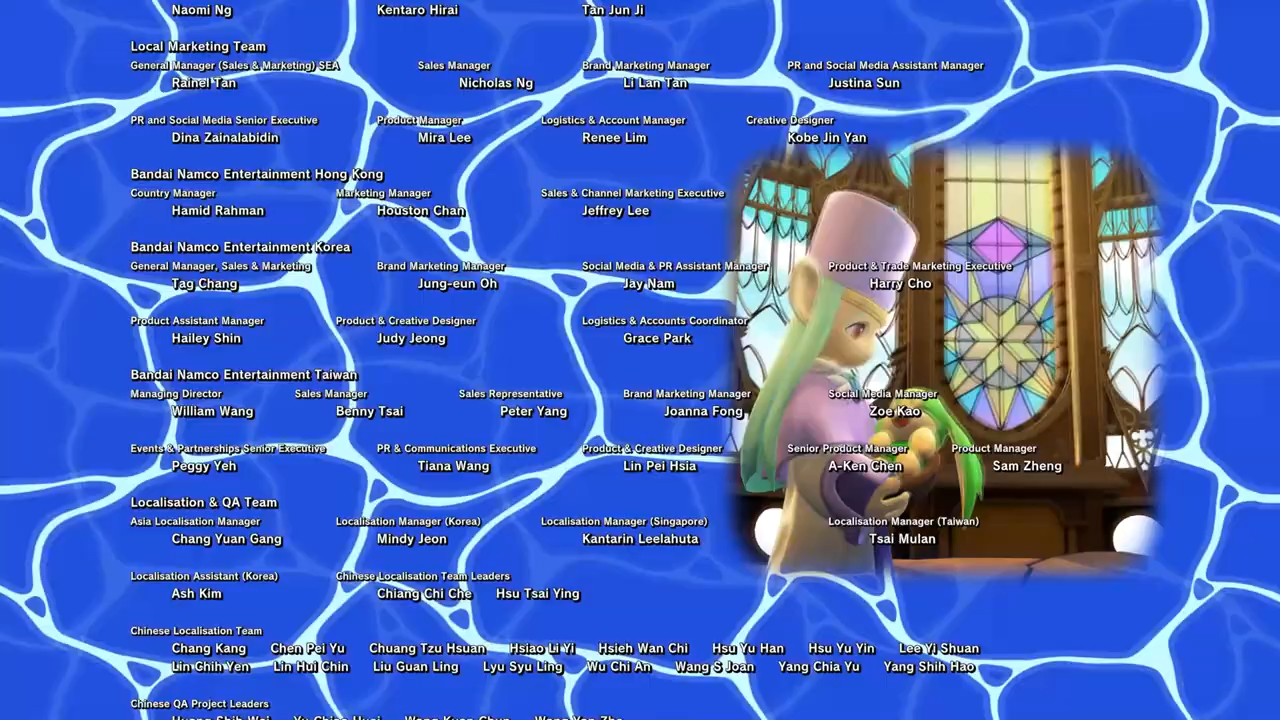 Naomi Ng Kentaro Hirai Tan Jun Ji
Local Marketing Team
General Manager (Sales & Marketing) SEA Sales Manager Brand Marketing Manager PR and Social Media Assistant Manager
Rainel Tan Nicholas Ng Li Lan Tan Justina Sun
PR and Social Media Senior Executive Product Manager Logistics & Account Manager Creative Designer
Dina Zainalabidin Mira Lee Renee Lim Kobe Jin Yan
Bandai Namco Entertainment Hong Kong
Country Manager Marketing Manager Sales & Channel Marketing Executive
Hamid Rahman Houston Chan Jeffrey Lee
Bandai Namco Entertainment Korea
General Manager, Sales & Marketing Brand Marketing Manager Social Media & PR Assistant Manager Product & Trade Marketing Executive
Tag Chang Jung-eun Oh Jay Nam Harry Cho
Product Assistant Manager Product & Creative Designer Logistics & Accounts Coordinator
Hailey Shin Judy Jeong Grace Park
Bandai Namco Entertainment Taiwan
Managing Director Sales Manager Sales Representative Brand Marketing Manager Social Media Manager
William Wang Benny Tsai Peter Yang Joanna Fong Zoe Kao
Events & Partnerships Senior Executive PR & Communications Executive Product & Creative Designer Senior Product Manager Product Manager
Peggy Yeh Tiana Wang Lin Pei Hsia A-Ken Chen Sam Zheng
Localisation & QA Team
Asia Localisation Manager Localisation Manager (Korea) Localisation Manager (Singapore) Localisation Manager (Taiwan)
Chang Yuan Gang Mindy Jeon Kantarin Leelahuta Tsai Mulan
Localisation Assistant (Korea) Chinese Localisation Team Leaders
Ash Kim Chiang Chi Che Hsu Tsai Ying
Chinese Localisation Team
Chang Kang Chen Pei Yu Chuang Tzu Hsuan Hsiao Li Yi Hsieh Wan Chi Hsu Yu Han Hsu Yu Yin Lee Yi Shuan
Lin Chih Yen Lin Hui Chin Liu Guan Ling Lyu Syu Ling Wu Chi An Wang S Joan Yang Chia Yu Yang Shih Hao
Chinese QA Project Leaders